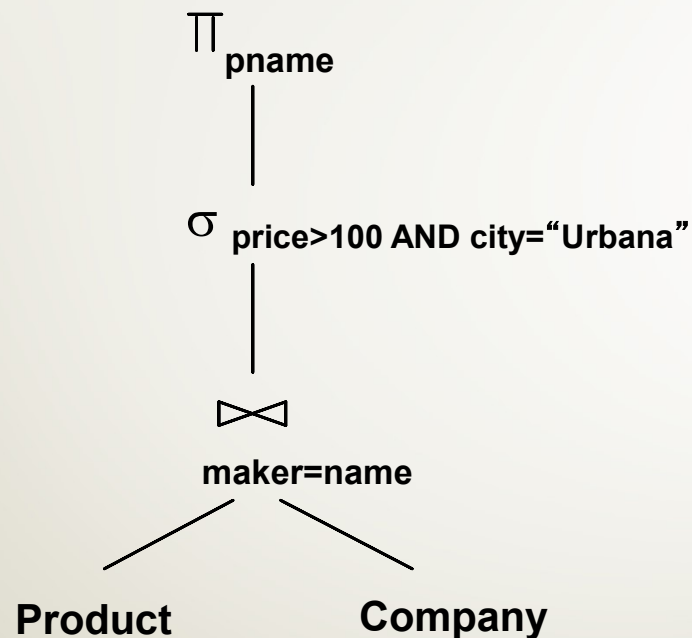 ∏ pname
σ price>100 AND city=“Urbana”
⋈
maker=name
Product Company